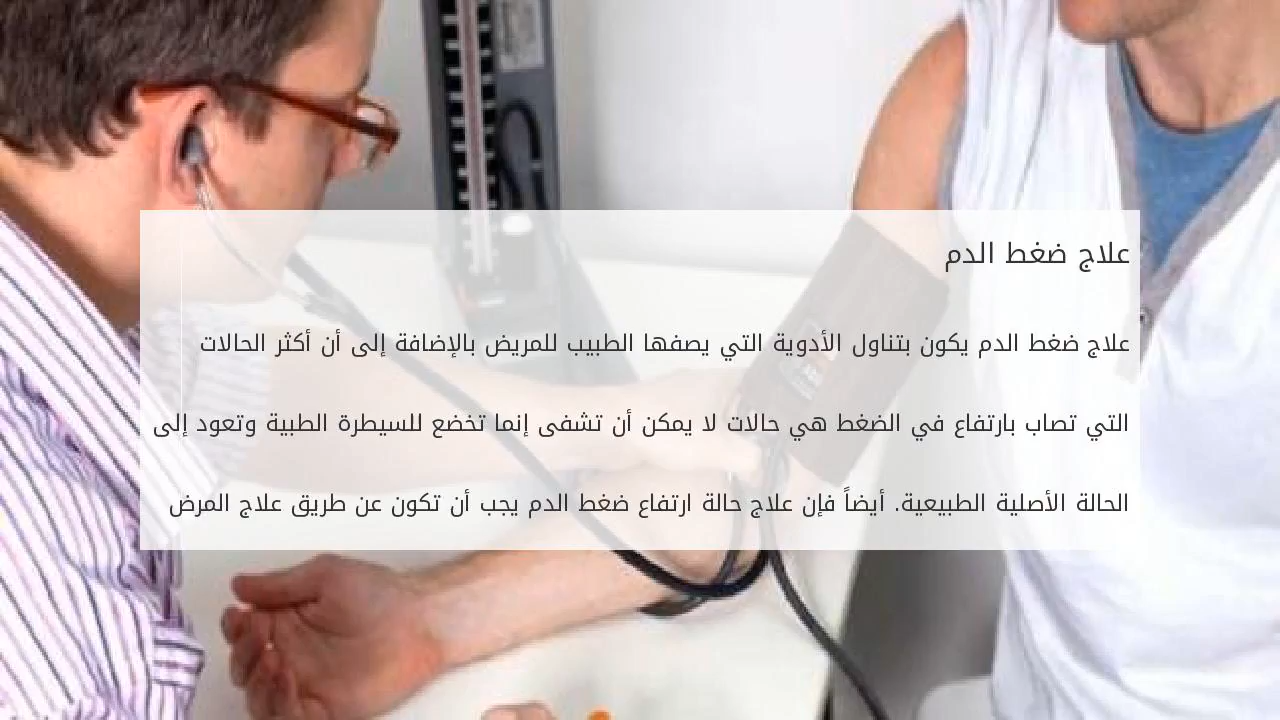 علاج ضغط الدم
علاج ضغط الدم يكون بتناول الأدوية التي يصفها الطبيب للمريض بالإضافة إلى أن أكثر الحالات
التي تصاب بارتفاع في الضغط هي حالات لا يمكن أن تشفى إنما تخضع للسيطرة الطبية وتعود إلى
الحالة الأصلية الطبيعية. أيضاً فإن علاج حالة ارتفاع ضغط الدم يجب أن تكون عن طريق علاج المرض